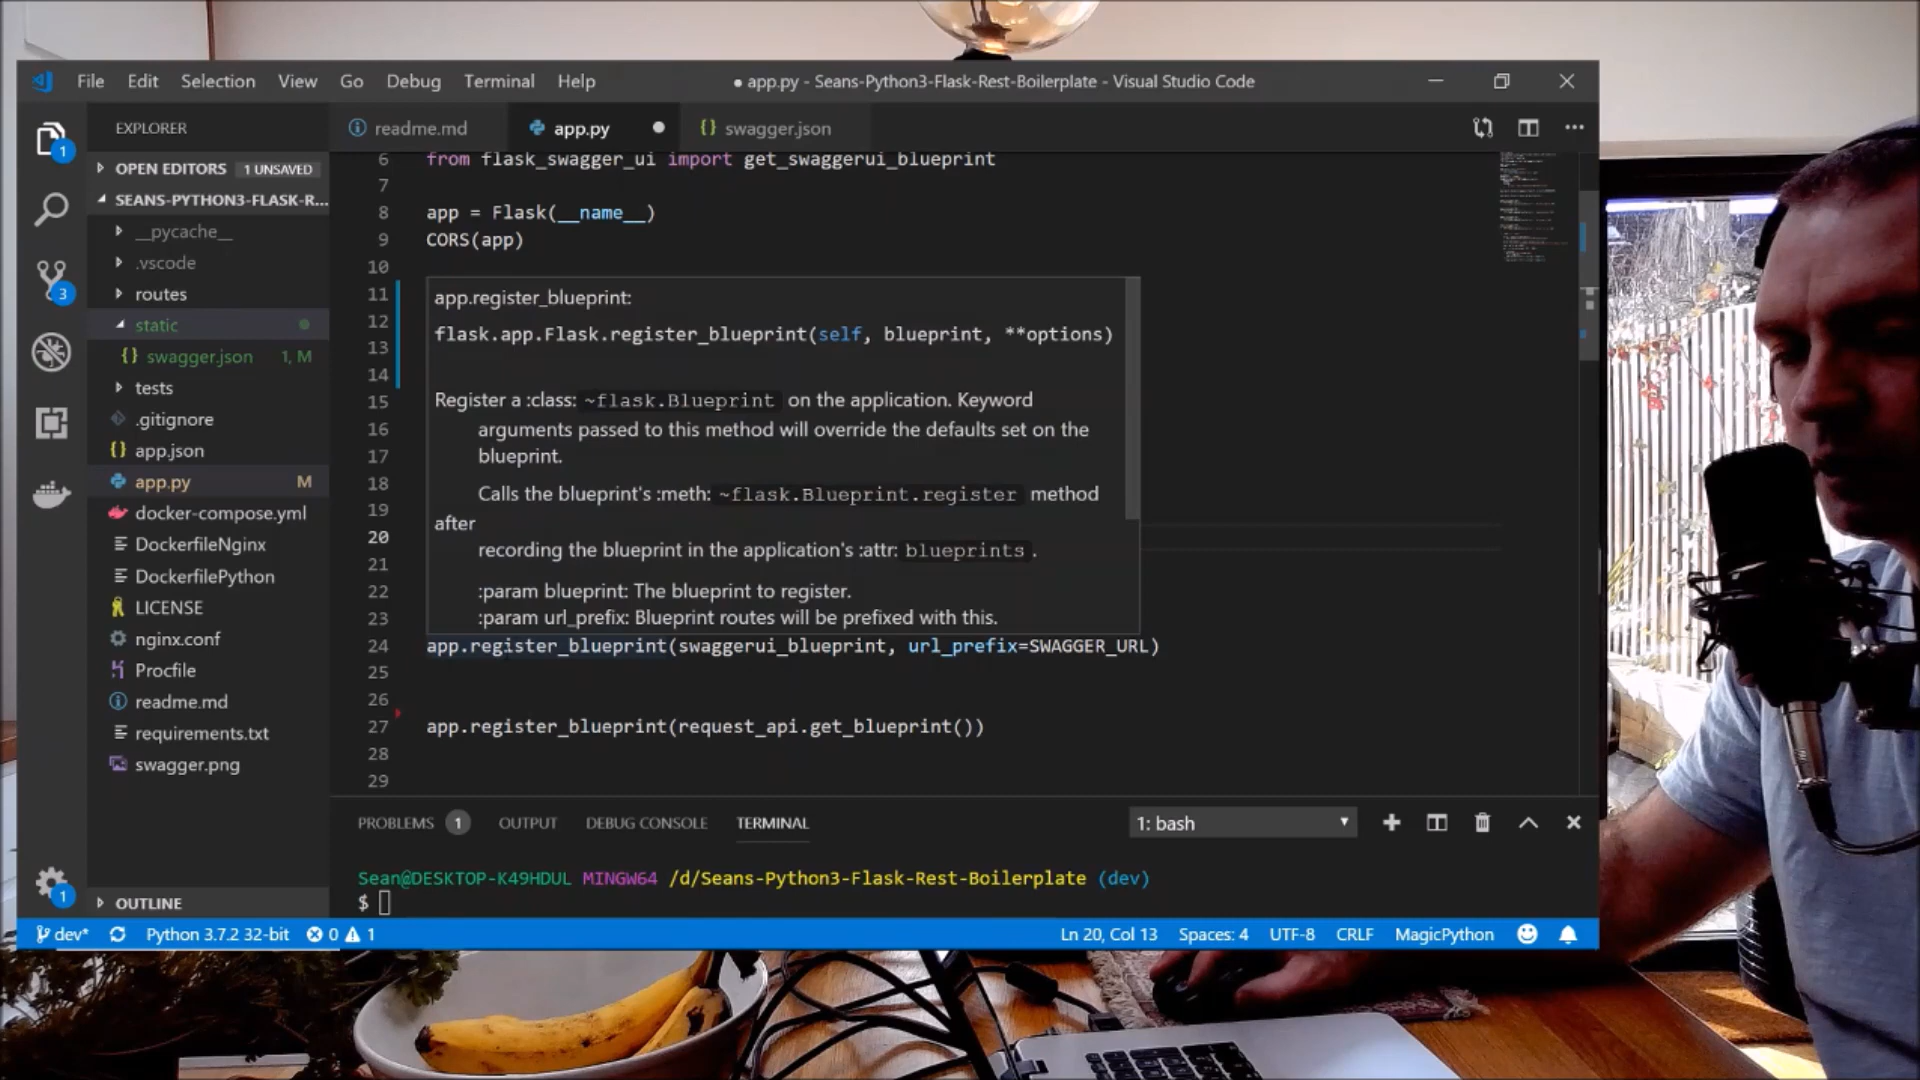 File Edit Selection View Go Debug Terminal Help ● app.py - Seans-Python3-Flask-Rest-Boilerplate - Visual Studio Code
EXPLORER
OPEN EDITORS 1 UNSAVED
SEANS-PYTHON3-FLASK-R...
__pycache__
.vscode
routes
static
swagger.json 1, M
tests
.gitignore
app.json
app.py M
docker-compose.yml
DockerfileNginx
DockerfilePython
LICENSE
nginx.conf
Procfile
readme.md
requirements.txt
swagger.png
OUTLINE
1
3
1
readme.md app.py swagger.json
6 from flask_swagger_ui import get_swaggerui_blueprint
7
8 app = Flask(__name__)
9 CORS(app)
10
11
12
13
14
15
16
17
18
19
20
21
22
23
app.register_blueprint:
flask.app.Flask.register_blueprint(self, blueprint, **options)
Register a :class: ~flask.Blueprint on the application. Keyword
arguments passed to this method will override the defaults set on the
blueprint.
Calls the blueprint's :meth: ~flask.Blueprint.register method
after
recording the blueprint in the application's :attr: blueprints .
:param blueprint: The blueprint to register.
:param url_prefix: Blueprint routes will be prefixed with this.
24 app.register_blueprint(swaggerui_blueprint, url_prefix=SWAGGER_URL)
25
26
27 app.register_blueprint(request_api.get_blueprint())
28
29
PROBLEMS 1 OUTPUT DEBUG CONSOLE TERMINAL 1: bash
Sean@DESKTOP-K49HDUL MINGW64 /d/Seans-Python3-Flask-Rest-Boilerplate (dev)
$
dev* Python 3.7.2 32-bit 0 1 Ln 20, Col 13 Spaces: 4 UTF-8 CRLF MagicPython